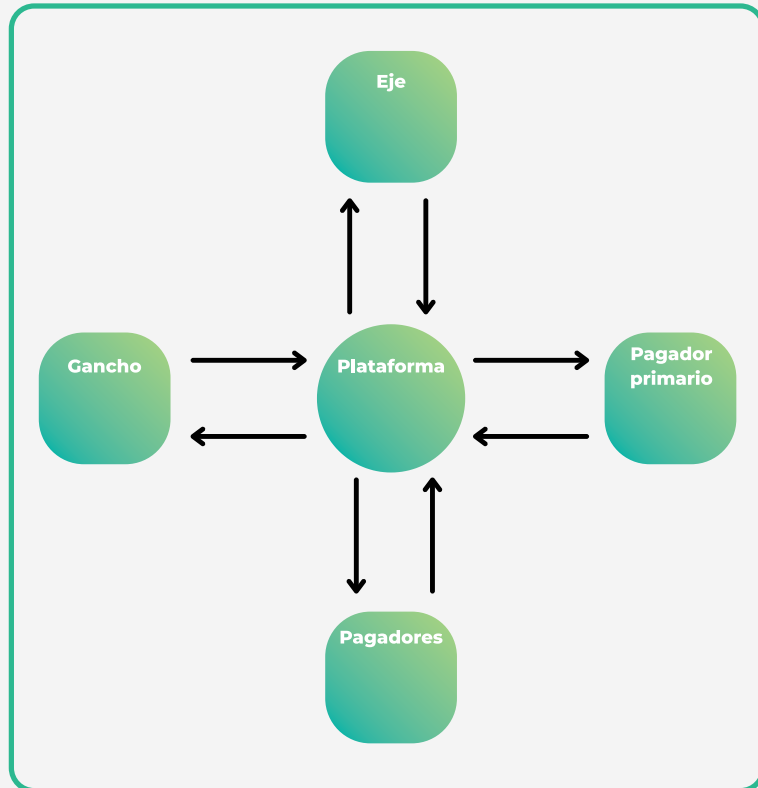 Eje
Gancho
Plataforma
Pagador
primario
Pagadores